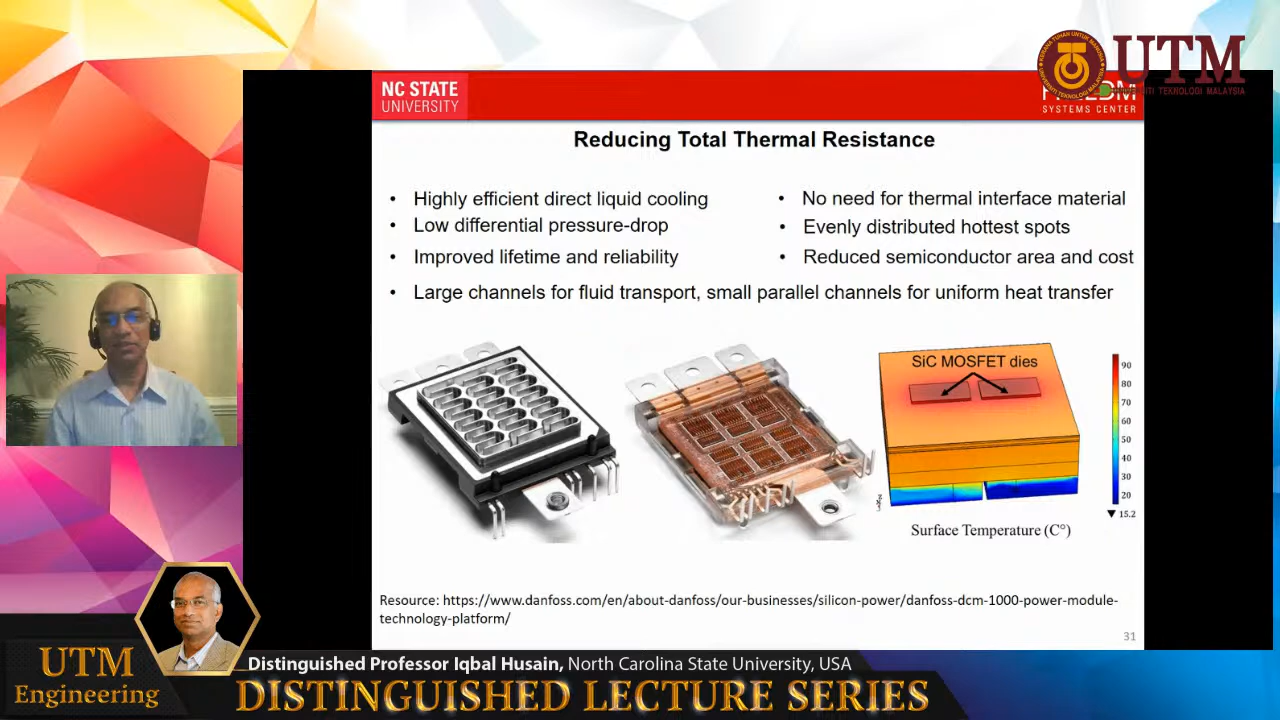 UTM
UNIVERSITI TEKNOLOGI MALAYSIA
NC STATE
UNIVERSITY
SYSTEMS CENTER
Reducing Total Thermal Resistance
• Highly efficient direct liquid cooling
• Low differential pressure-drop
• Improved lifetime and reliability
• No need for thermal interface material
• Evenly distributed hottest spots
• Reduced semiconductor area and cost
• Large channels for fluid transport, small parallel channels for uniform heat transfer
SiC MOSFET dies
90
80
70
60
50
40
30
20
▼ 15.2
Surface Temperature (C°)
Resource: https://www.danfoss.com/en/about-danfoss/our-businesses/silicon-power/danfoss-dcm-1000-power-module-
technology-platform/
31
UTM
Engineering
Distinguished Professor Iqbal Husain, North Carolina State University, USA
DISTINGUISHED LECTURE SERIES